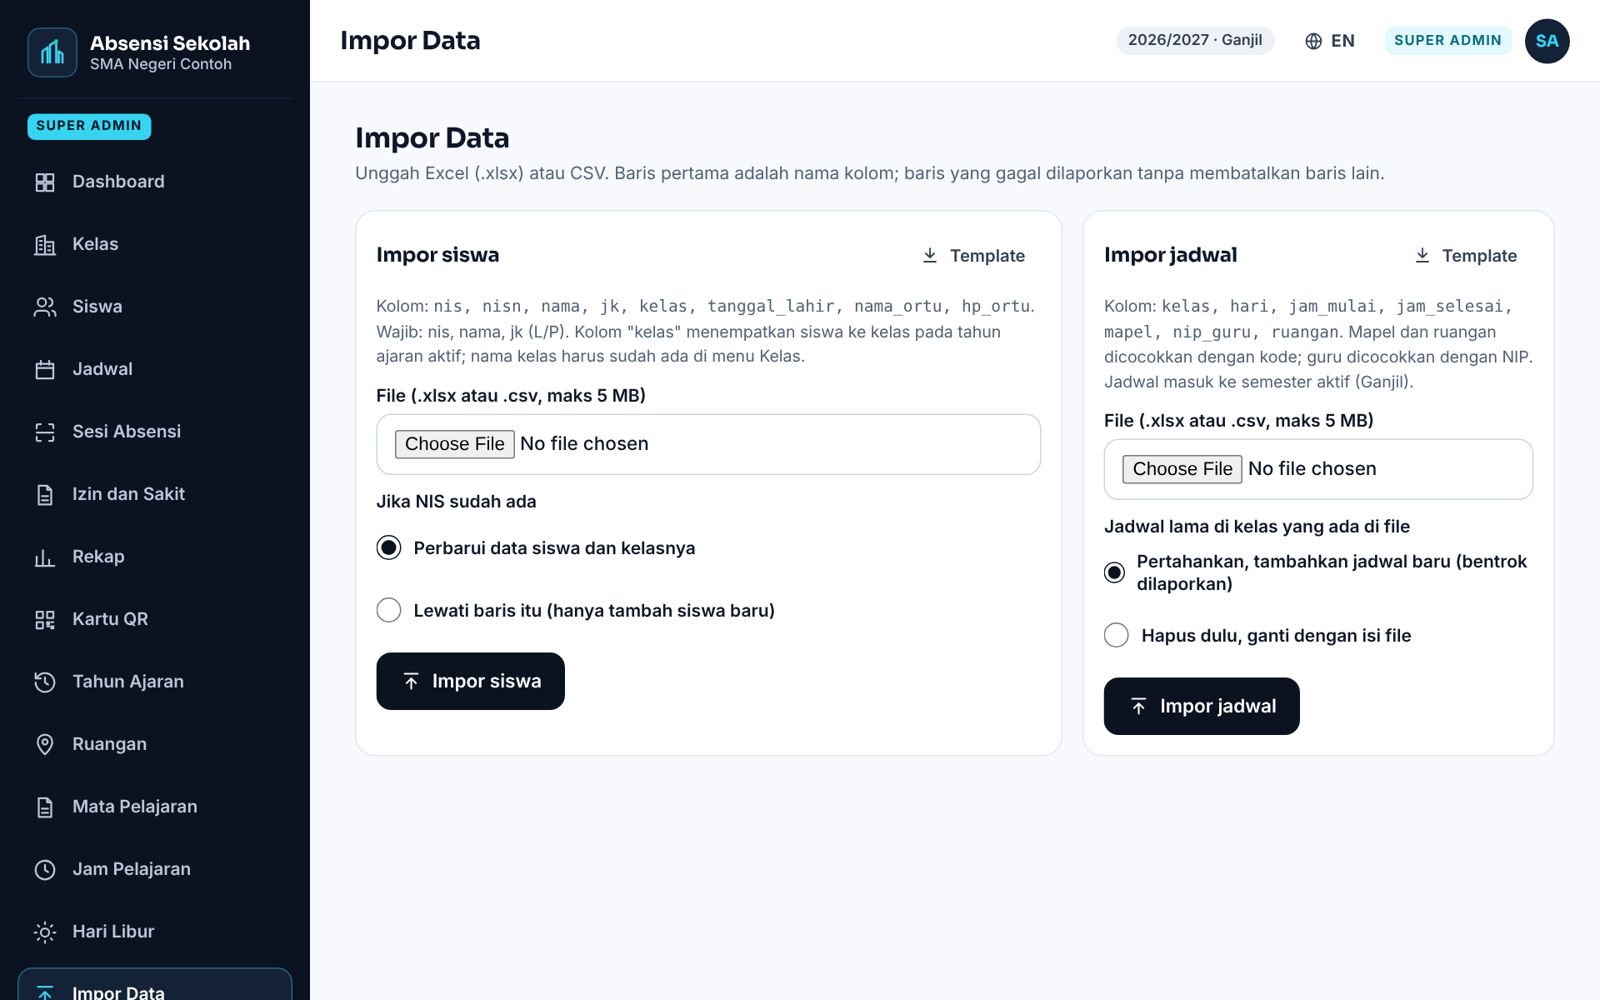 Absensi Sekolah
SMA Negeri Contoh
SUPER ADMIN
Dashboard
Kelas
Siswa
Jadwal
Sesi Absensi
Izin dan Sakit
Rekap
Kartu QR
Tahun Ajaran
Ruangan
Mata Pelajaran
Jam Pelajaran
Hari Libur
Impor Data
Impor Data
2026/2027 · Ganjil
EN
SUPER ADMIN
SA
Impor Data
Unggah Excel (.xlsx) atau CSV. Baris pertama adalah nama kolom; baris yang gagal dilaporkan tanpa membatalkan baris lain.
Impor siswa
Template
Kolom: nis, nisn, nama, jk, kelas, tanggal_lahir, nama_ortu, hp_ortu.
Wajib: nis, nama, jk (L/P). Kolom "kelas" menempatkan siswa ke kelas pada tahun
ajaran aktif; nama kelas harus sudah ada di menu Kelas.
File (.xlsx atau .csv, maks 5 MB)
Choose File No file chosen
Jika NIS sudah ada
Perbarui data siswa dan kelasnya
Lewati baris itu (hanya tambah siswa baru)
Impor siswa
Impor jadwal
Template
Kolom: kelas, hari, jam_mulai, jam_selesai,
mapel, nip_guru, ruangan. Mapel dan ruangan
dicocokkan dengan kode; guru dicocokkan dengan NIP.
Jadwal masuk ke semester aktif (Ganjil).
File (.xlsx atau .csv, maks 5 MB)
Choose File No file chosen
Jadwal lama di kelas yang ada di file
Pertahankan, tambahkan jadwal baru (bentrok
dilaporkan)
Hapus dulu, ganti dengan isi file
Impor jadwal